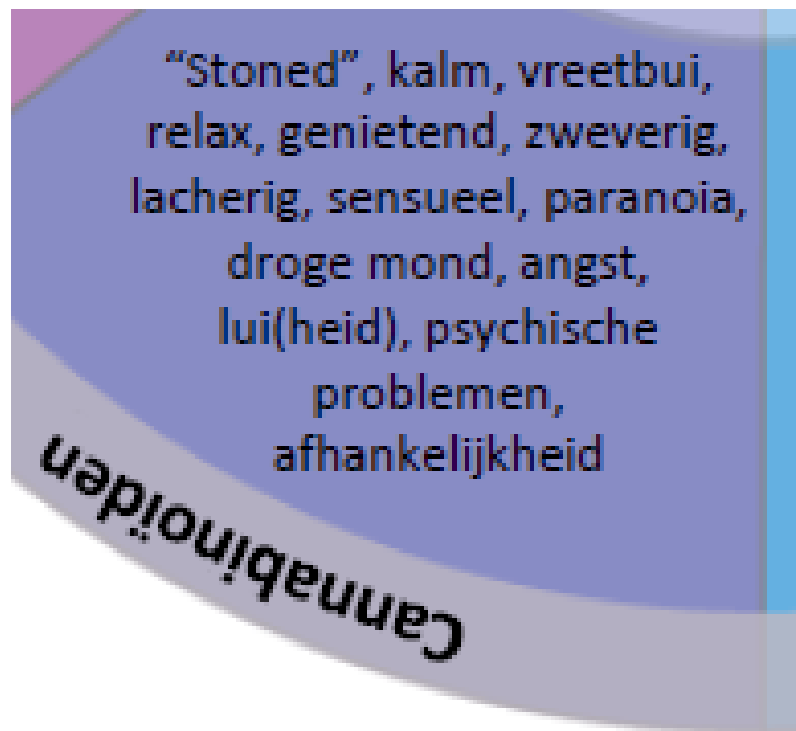 “Stoned”, kalm, vreetbui,
relax, genietend, zweverig,
lacherig, sensueel, paranoia,
droge mond, angst,
lui(heid), psychische
problemen,
afhankelijkheid
Cannabinoïden